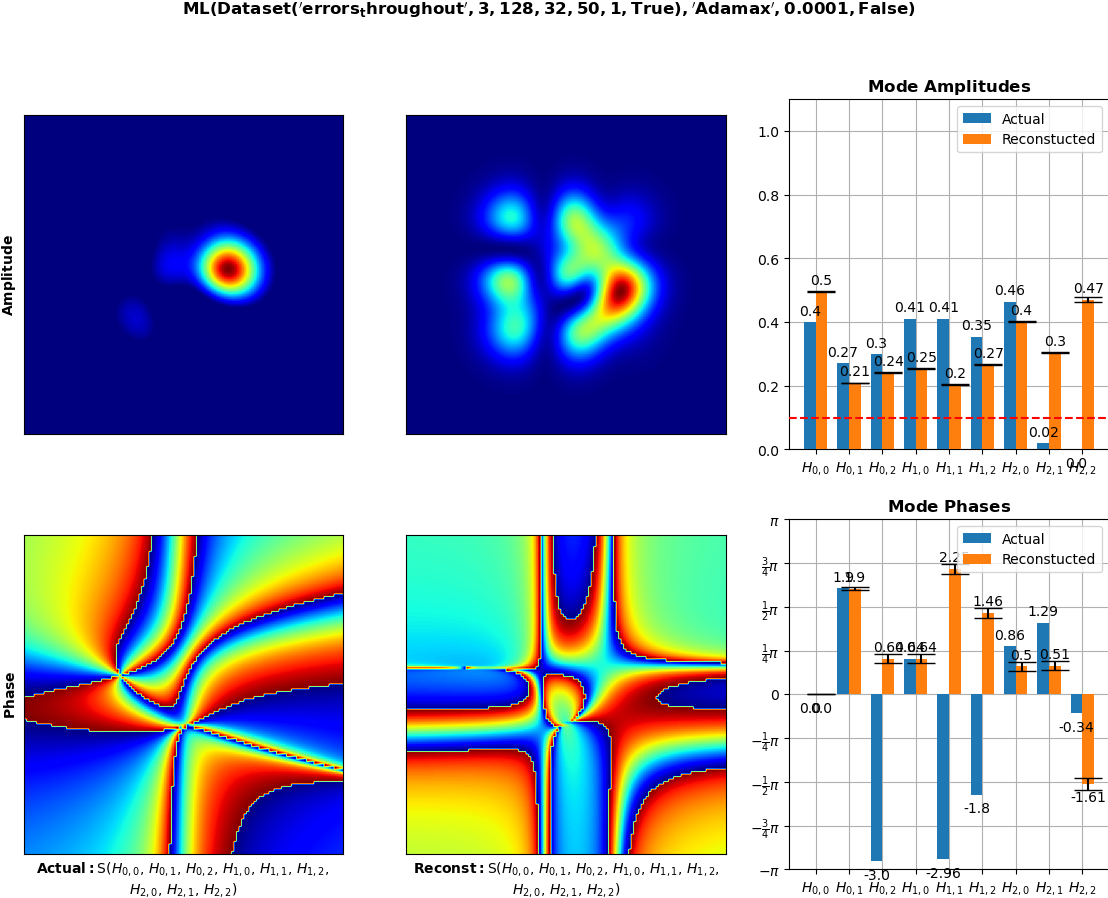 ML(Dataset('errors_throughout', 3, 128, 32, 50, 1, True), 'Adamax', 0.0001, False)
Mode Amplitudes
Amplitude
Actual
Reconstucted
1.0
0.8
0.6
0.4
0.2
0.0
0.4 0.5 0.27 0.21 0.3 0.24 0.41 0.25 0.41 0.2 0.35 0.27 0.46 0.4 0.02 0.3 0.0 0.47
H0,0 H0,1 H0,2 H1,0 H1,1 H1,2 H2,0 H2,1 H2,2
Mode Phases
Phase
Actual
Reconstucted
π
3/4π
1/2π
1/4π
0
−1/4π
−1/2π
−3/4π
−π
0.0 0.0 1.9 1.9 -3.0 0.64 0.64 0.64 -2.96 -1.8 1.46 0.86 0.5 1.29 0.51 -0.34 -1.61
H0,0 H0,1 H0,2 H1,0 H1,1 H1,2 H2,0 H2,1 H2,2
Actual: S(H0,0, H0,1, H0,2, H1,0, H1,1, H1,2,
H2,0, H2,1, H2,2)
Reconst: S(H0,0, H0,1, H0,2, H1,0, H1,1, H1,2,
H2,0, H2,1, H2,2)